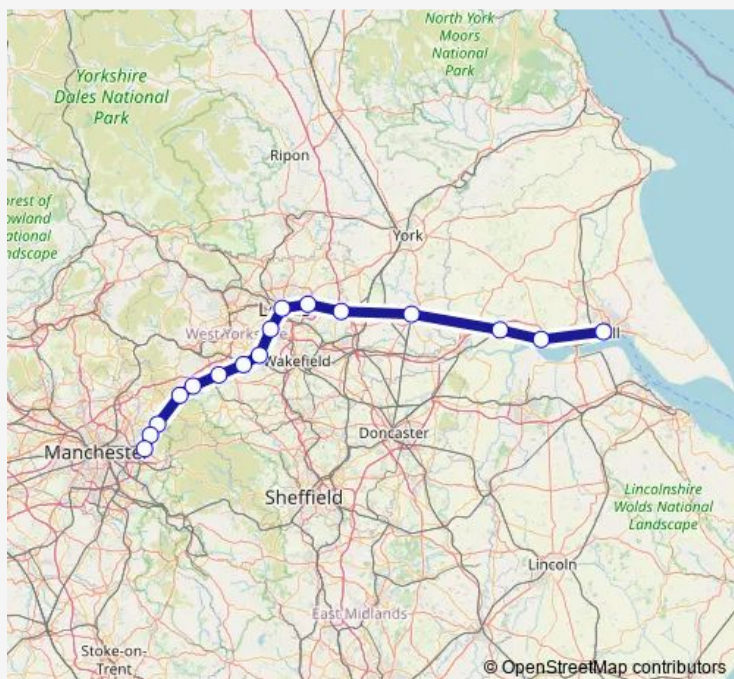 North York
Moors
National
Park
Yorkshire
Dales National
Park
Ripon
orest of
owland
ational
ndscape
York
West Yorks
Wakefield
Doncaster
Manchester
Sheffield
Lincolnshire
Wolds National
Landscape
Lincoln
East Midlands
Stoke-on-
Trent
© OpenStreetMap contributors